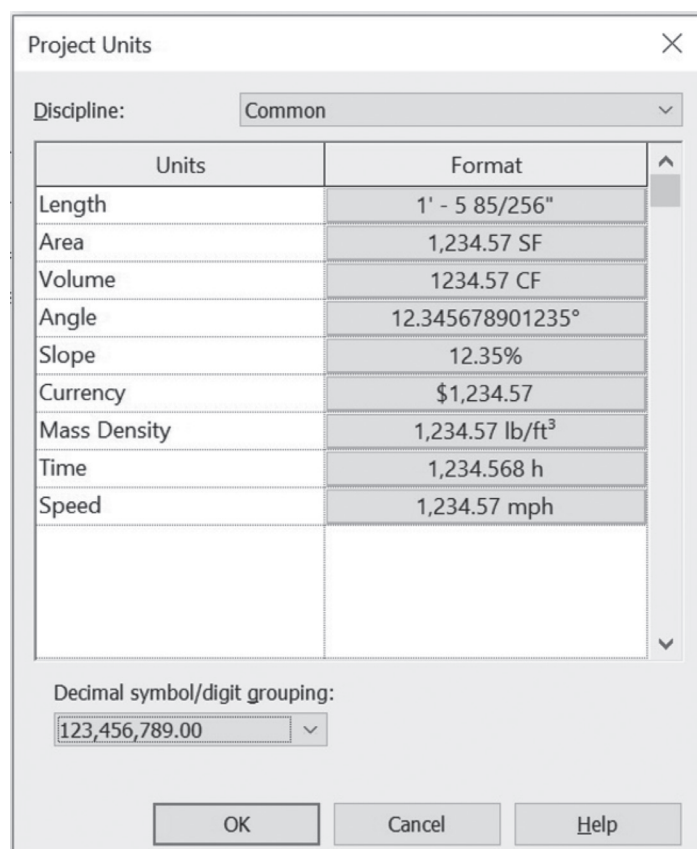 Project Units
Discipline: Common
Units Format
Length 1' - 5 85/256"
Area 1,234.57 SF
Volume 1234.57 CF
Angle 12.345678901235°
Slope 12.35%
Currency $1,234.57
Mass Density 1,234.57 lb/ft³
Time 1,234.568 h
Speed 1,234.57 mph
Decimal symbol/digit grouping:
123,456,789.00
OK Cancel Help